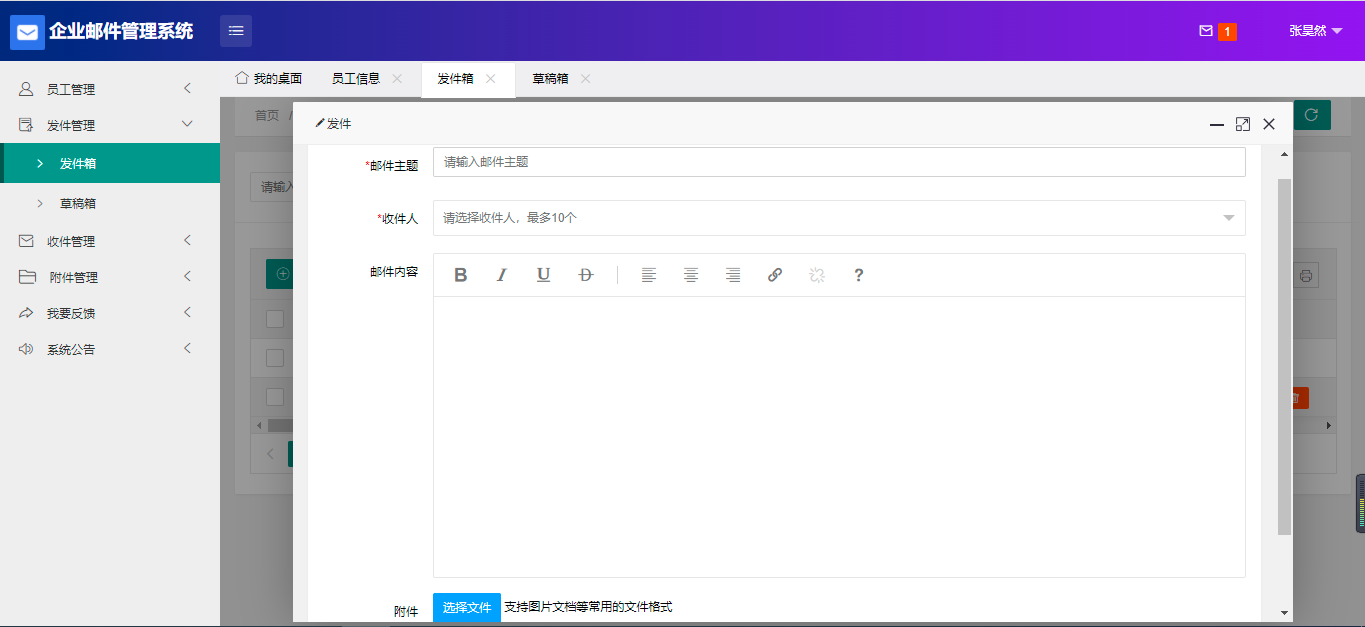 企业邮件管理系统
1
张昊然
员工管理
发件管理
发件箱
草稿箱
收件管理
附件管理
我要反馈
系统公告
我的桌面
员工信息
发件箱
草稿箱
首页 /
请输入
发件
*邮件主题
请输入邮件主题
*收件人
请选择收件人，最多10个
邮件内容
B I U D ?
附件
选择文件 支持图片文档等常用的文件格式